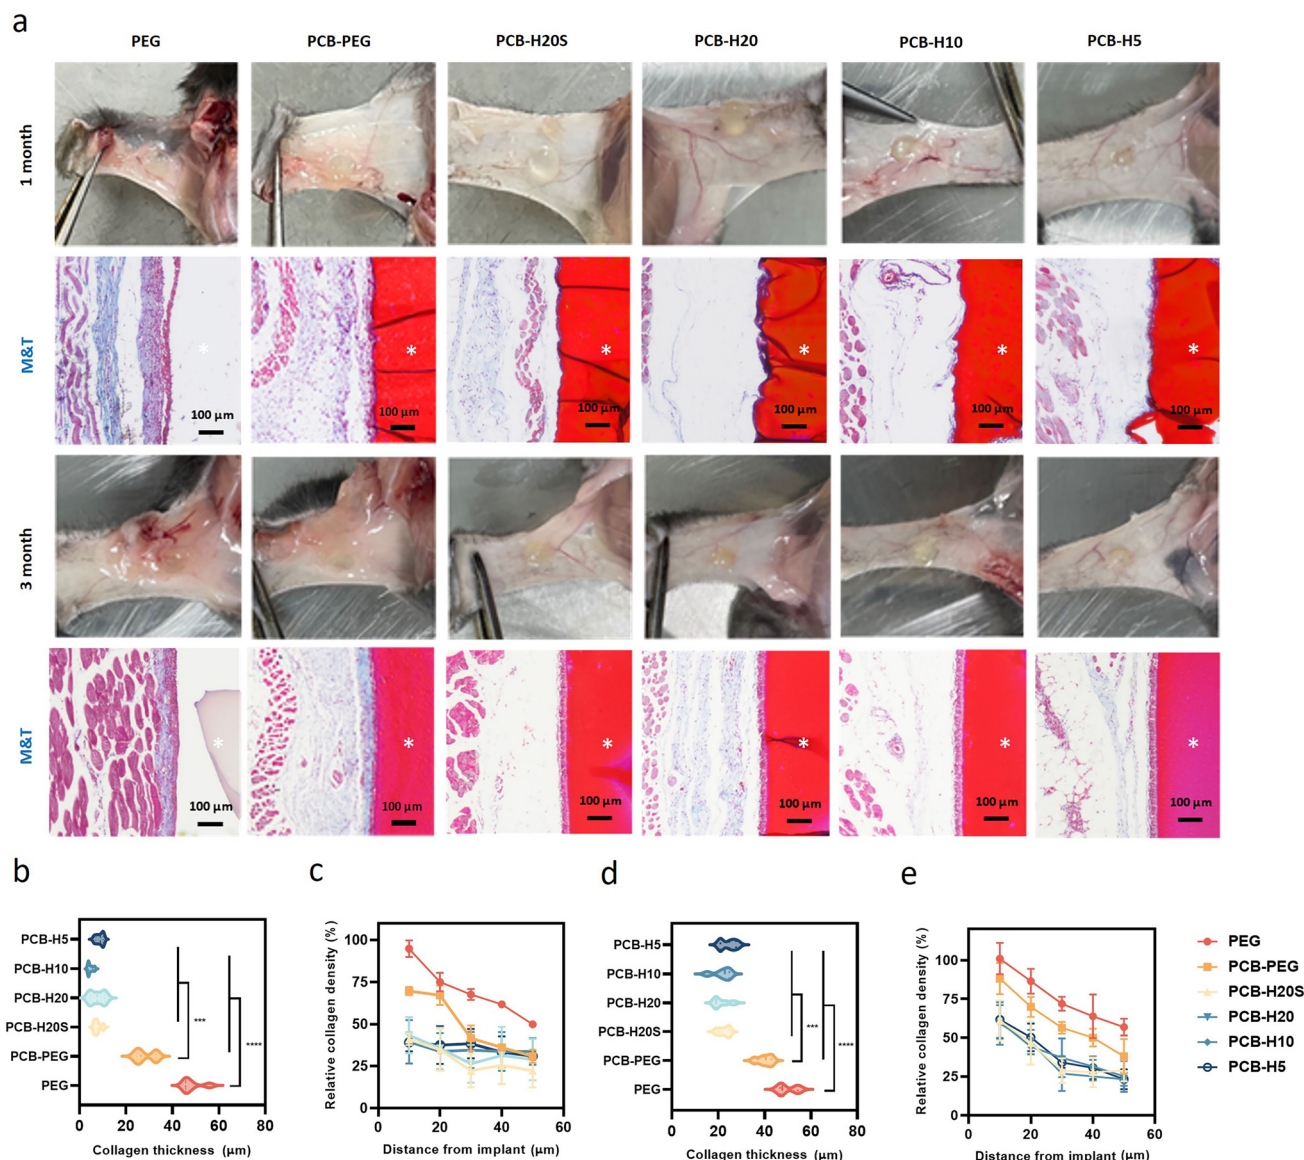 a
PEG PCB-PEG PCB-H20S PCB-H20 PCB-H10 PCB-H5
1 month
M&T
* * * * * *
100 µm 100 µm 100 µm 100 µm 100 µm 100 µm
3 month
M&T
* * * * * *
100 µm 100 µm 100 µm 100 µm 100 µm 100 µm
b
PCB-H5
PCB-H10
PCB-H20
PCB-H20S
PCB-PEG
PEG
***
****
0 20 40 60 80
Collagen thickness (µm)
c
Relative collagen density (%)
100
75
50
25
0
0 20 40 60
Distance from implant (µm)
d
PCB-H5
PCB-H10
PCB-H20
PCB-H20S
PCB-PEG
PEG
***
****
0 20 40 60 80
Collagen thickness (µm)
e
Relative collagen density (%)
100
75
50
25
0
0 20 40 60
Distance from implant (µm)
PEG
PCB-PEG
PCB-H20S
PCB-H20
PCB-H10
PCB-H5